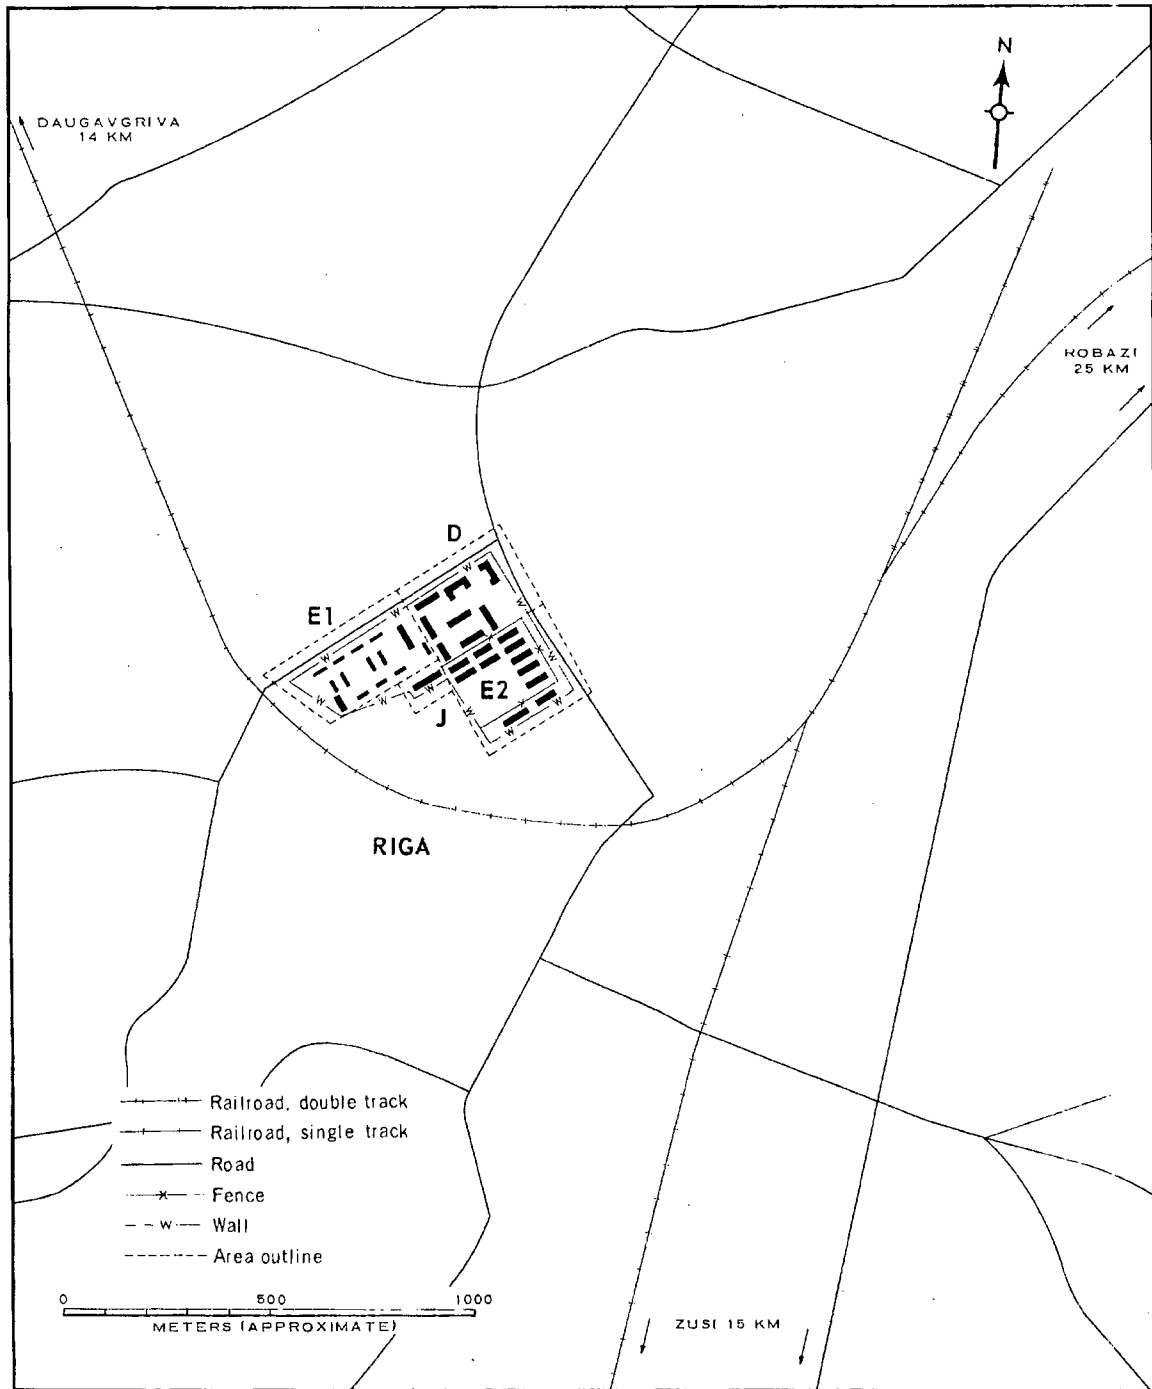 N
DAUGAVGRIVA
14 KM
ROBAZI
25 KM
D
E1
E2
J
RIGA
Railroad, double track
Railroad, single track
Road
Fence
W Wall
Area outline
0 500 1000
METERS (APPROXIMATE)
ZUSI 15 KM